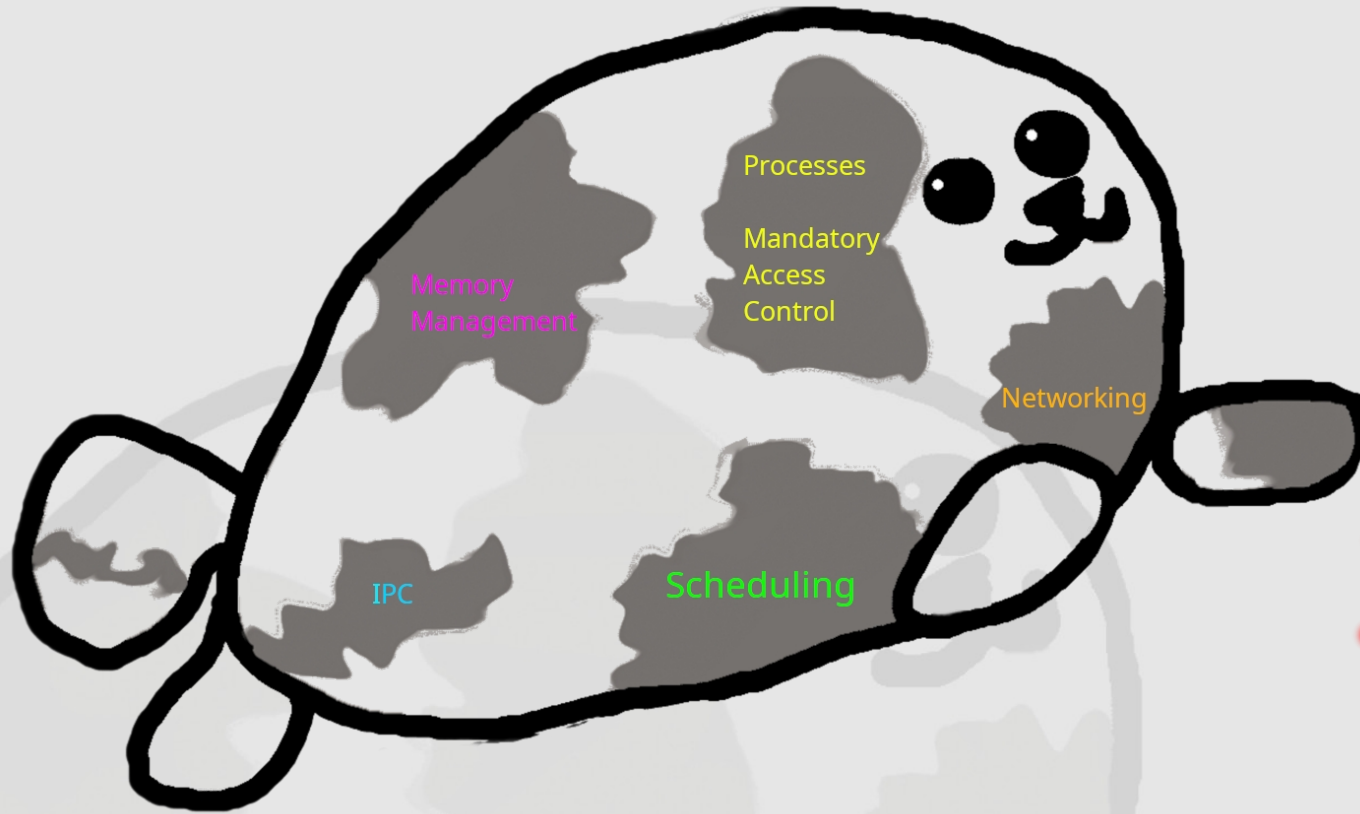 Processes
Mandatory
Access
Control
Memory
Management
Networking
IPC
Scheduling